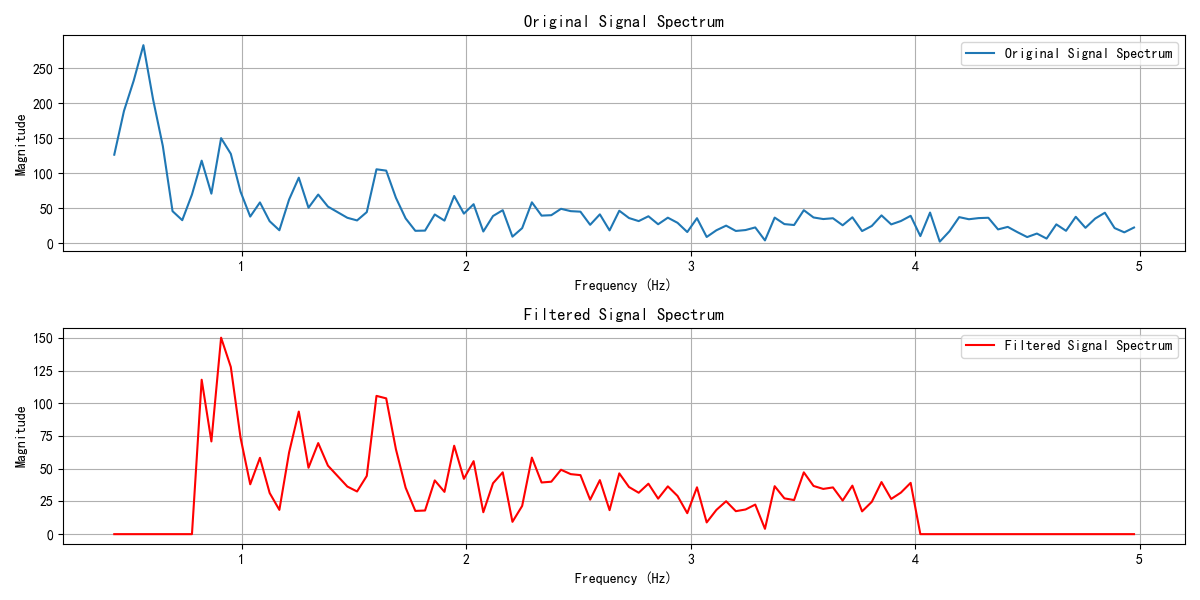 Original Signal Spectrum
Original Signal Spectrum
Magnitude
250
200
150
100
50
0
1
2
3
4
5
Frequency (Hz)
Filtered Signal Spectrum
Filtered Signal Spectrum
Magnitude
150
125
100
75
50
25
0
1
2
3
4
5
Frequency (Hz)